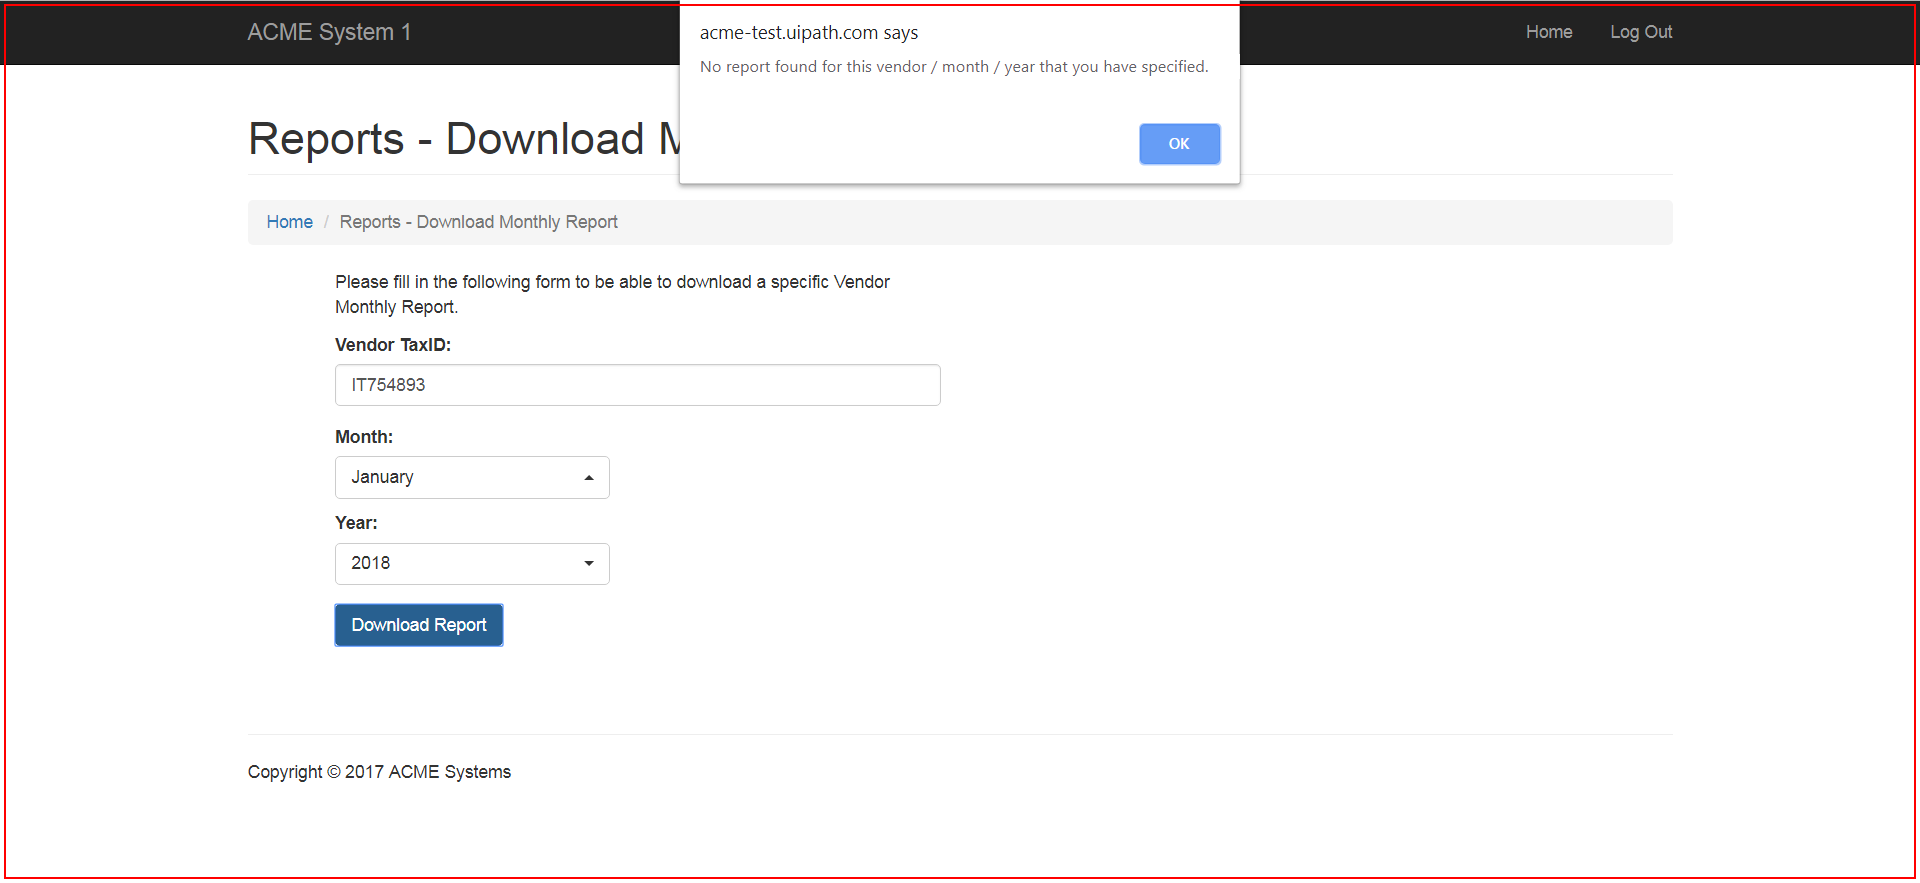 ACME System 1
Home
Log Out
acme-test.uipath.com says
No report found for this vendor / month / year that you have specified.
OK
Reports - Download
Home / Reports - Download Monthly Report
Please fill in the following form to be able to download a specific Vendor
Monthly Report.
Vendor TaxID:
IT754893
Month:
January
Year:
2018
Download Report
Copyright © 2017 ACME Systems